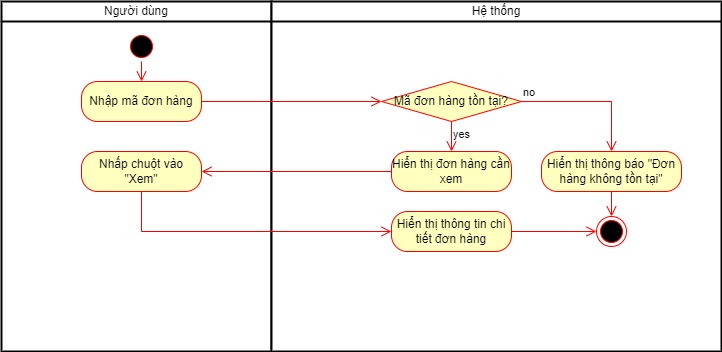 Người dùng
Hệ thống
Nhập mã đơn hàng
Mã đơn hàng tồn tại?
no
yes
Nhấp chuột vào
"Xem"
Hiển thị đơn hàng cần
xem
Hiển thị thông báo "Đơn
hàng không tồn tại"
Hiển thị thông tin chi
tiết đơn hàng